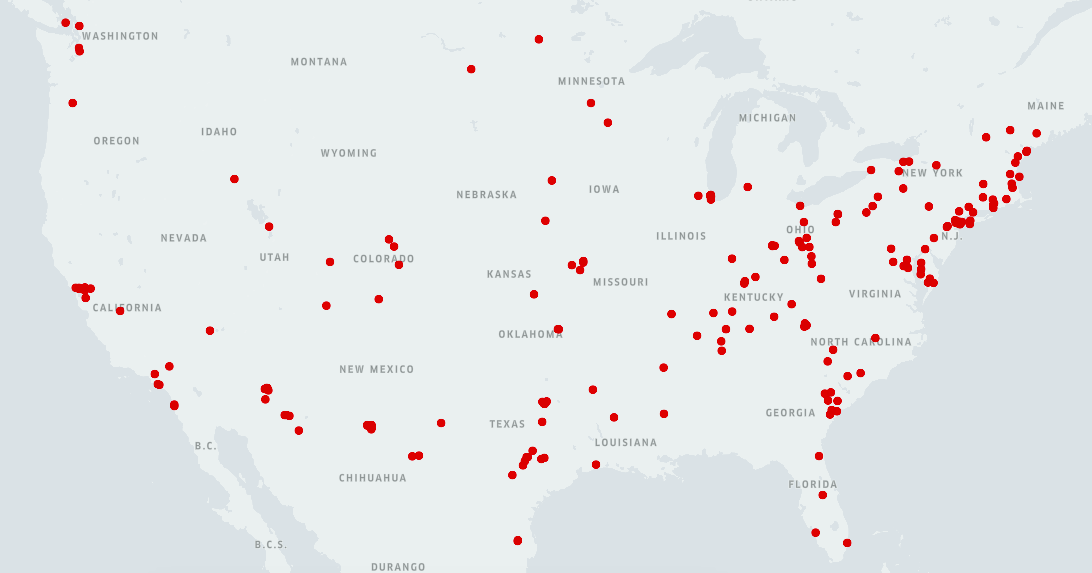 WASHINGTON
MONTANA
MINNESOTA
MAINE
MICHIGAN
OREGON
IDAHO
WYOMING
NEW YORK
NEBRASKA
IOWA
NEVADA
ILLINOIS
OHIO
N.J.
UTAH
COLORADO
KANSAS
MISSOURI
KENTUCKY
VIRGINIA
CALIFORNIA
OKLAHOMA
NORTH CAROLINA
NEW MEXICO
GEORGIA
TEXAS
LOUISIANA
B.C.
CHIHUAHUA
FLORIDA
B.C.S.
DURANGO